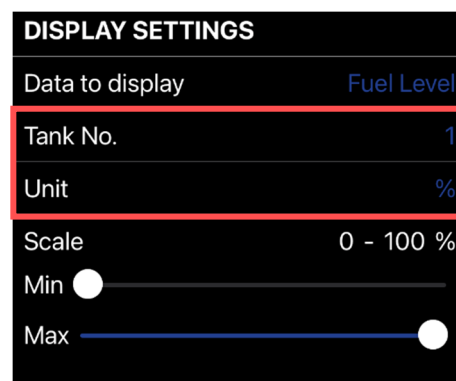 DISPLAY SETTINGS
Data to display Fuel Level
Tank No. 1
Unit %
Scale 0 - 100 %
Min
Max